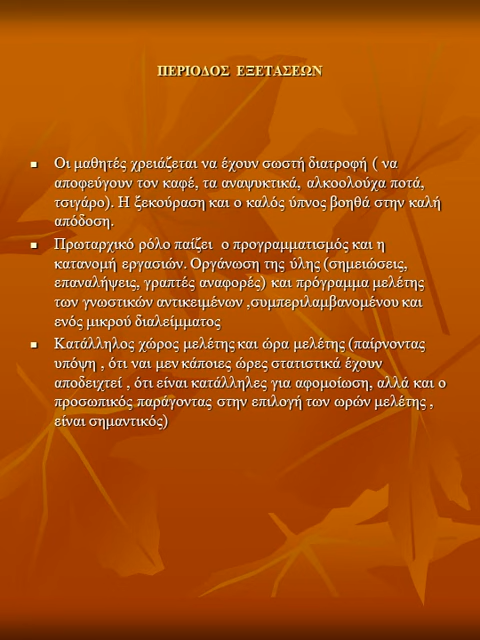 ΠΕΡΙΟΔΟΣ ΕΞΕΤΑΣΕΩΝ
Οι μαθητές χρειάζεται να έχουν σωστή διατροφή ( να
αποφεύγουν τον καφέ, τα αναψυκτικά, αλκοολούχα ποτά,
τσιγάρο). Η ξεκούραση και ο καλός ύπνος βοηθά στην καλή
απόδοση.
Πρωταρχικό ρόλο παίζει ο προγραμματισμός και η
κατανομή εργασιών. Οργάνωση της ύλης (σημειώσεις,
επαναλήψεις, γραπτές αναφορές) και πρόγραμμα μελέτης
των γνωστικών αντικειμένων ,συμπεριλαμβανομένου και
ενός μικρού διαλείμματος
Κατάλληλος χώρος μελέτης και ώρα μελέτης (παίρνοντας
υπόψη , ότι ναι μεν κάποιες ώρες στατιστικά έχουν
αποδειχτεί , ότι είναι κατάλληλες για αφομοίωση, αλλά και ο
προσωπικός παράγοντας στην επιλογή των ωρών μελέτης ,
είναι σημαντικός)